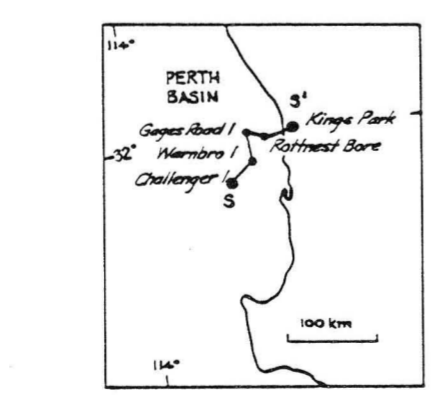 114°
PERTH
BASIN
S'
Kings Park
Gages Road 1
Rottnest Bore
32°
Warnbro 1
Challenger 1
S
100 km
114°